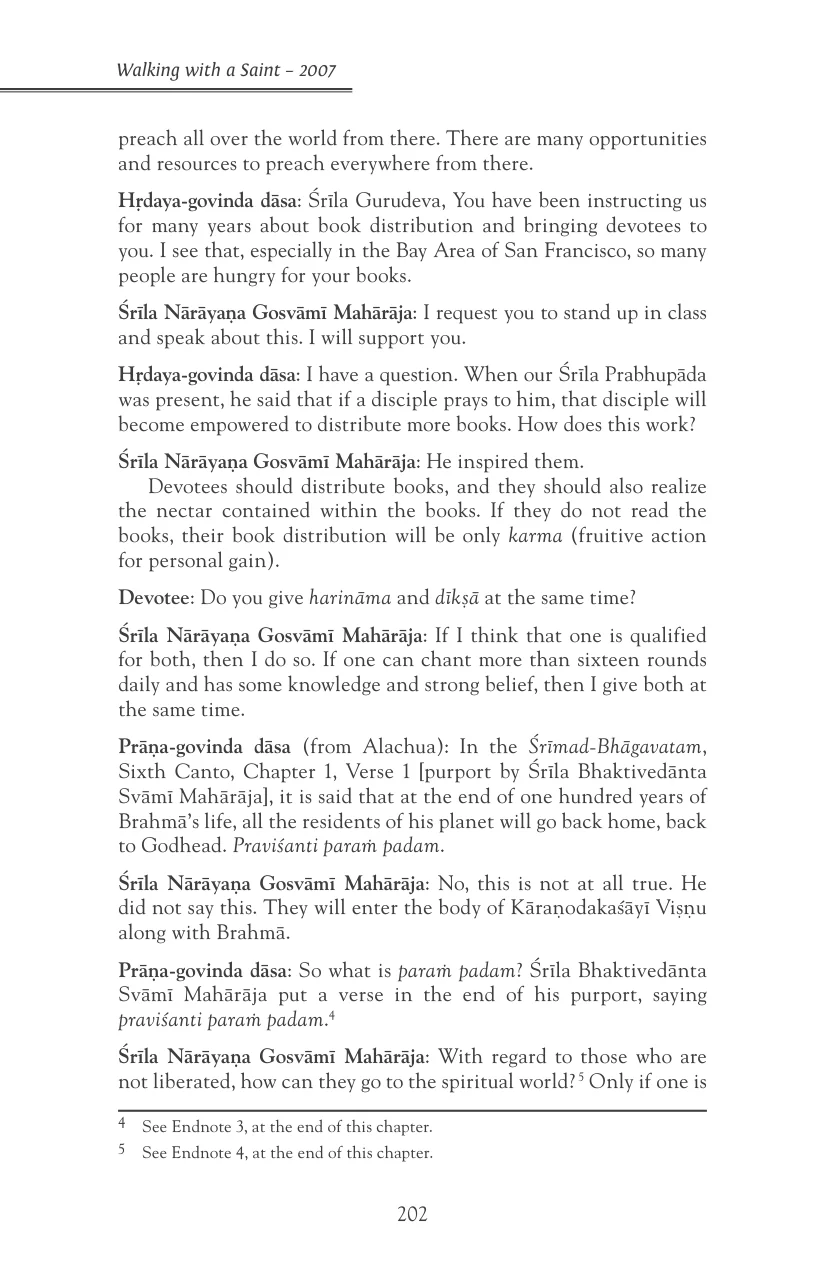 Walking with a Saint – 2007
preach all over the world from there. There are many opportunities
and resources to preach everywhere from there.
Hṛdaya-govinda dāsa: Śrīla Gurudeva, You have been instructing us
for many years about book distribution and bringing devotees to
you. I see that, especially in the Bay Area of San Francisco, so many
people are hungry for your books.
Śrīla Nārāyaṇa Gosvāmī Mahārāja: I request you to stand up in class
and speak about this. I will support you.
Hṛdaya-govinda dāsa: I have a question. When our Śrīla Prabhupāda
was present, he said that if a disciple prays to him, that disciple will
become empowered to distribute more books. How does this work?
Śrīla Nārāyaṇa Gosvāmī Mahārāja: He inspired them.
Devotees should distribute books, and they should also realize
the nectar contained within the books. If they do not read the
books, their book distribution will be only karma (fruitive action
for personal gain).
Devotee: Do you give harināma and dīkṣā at the same time?
Śrīla Nārāyaṇa Gosvāmī Mahārāja: If I think that one is qualified
for both, then I do so. If one can chant more than sixteen rounds
daily and has some knowledge and strong belief, then I give both at
the same time.
Prāṇa-govinda dāsa (from Alachua): In the Śrīmad-Bhāgavatam,
Sixth Canto, Chapter 1, Verse 1 [purport by Śrīla Bhaktivedānta
Svāmī Mahārāja], it is said that at the end of one hundred years of
Brahmā's life, all the residents of his planet will go back home, back
to Godhead. Praviśanti paraṁ padam.
Śrīla Nārāyaṇa Gosvāmī Mahārāja: No, this is not at all true. He
did not say this. They will enter the body of Kāraṇodakaśāyī Viṣṇu
along with Brahmā.
Prāṇa-govinda dāsa: So what is paraṁ padam? Śrīla Bhaktivedānta
Svāmī Mahārāja put a verse in the end of his purport, saying
praviśanti paraṁ padam.4
Śrīla Nārāyaṇa Gosvāmī Mahārāja: With regard to those who are
not liberated, how can they go to the spiritual world? 5 Only if one is
4 See Endnote 3, at the end of this chapter.
5 See Endnote 4, at the end of this chapter.
202